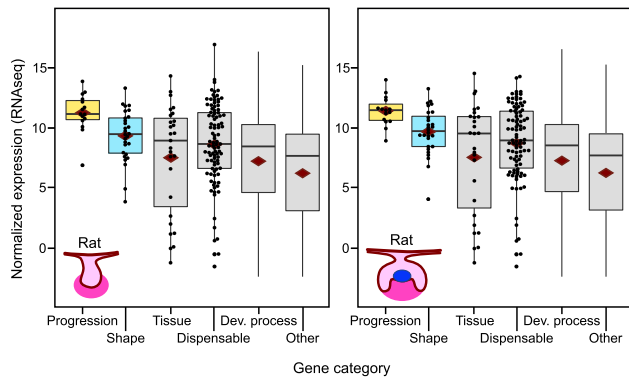 Normalized expression (RNAseq)
15
10
5
0
15
10
5
0
Rat
Rat
Progression
Shape
Tissue
Dispensable
Dev. process
Other
Progression
Shape
Tissue
Dispensable
Dev. process
Other
Gene category